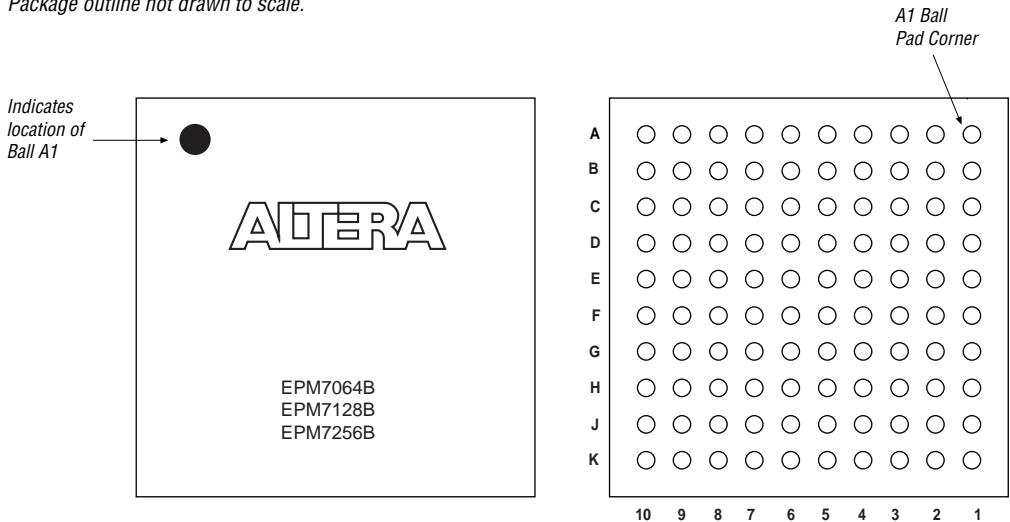 Package outline not drawn to scale.
A1 Ball
Pad Corner
Indicates
location of
Ball A1
ALTERA
EPM7064B
EPM7128B
EPM7256B
A
B
C
D
E
F
G
H
J
K
10 9 8 7 6 5 4 3 2 1